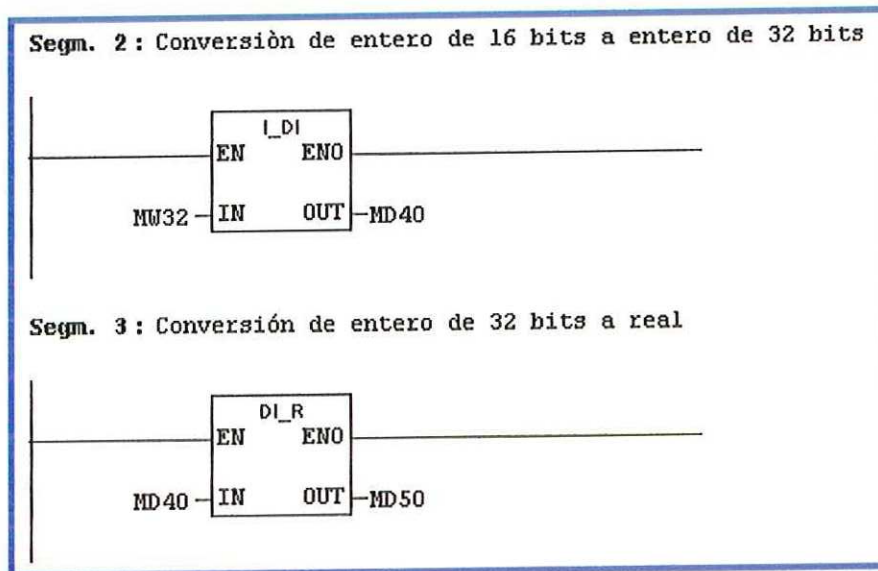 Segm. 2 : Conversiòn de entero de 16 bits a entero de 32 bits
I_DI
EN ENO
MW32 IN OUT MD40
Segm. 3 : Conversión de entero de 32 bits a real
DI_R
EN ENO
MD40 IN OUT MD50